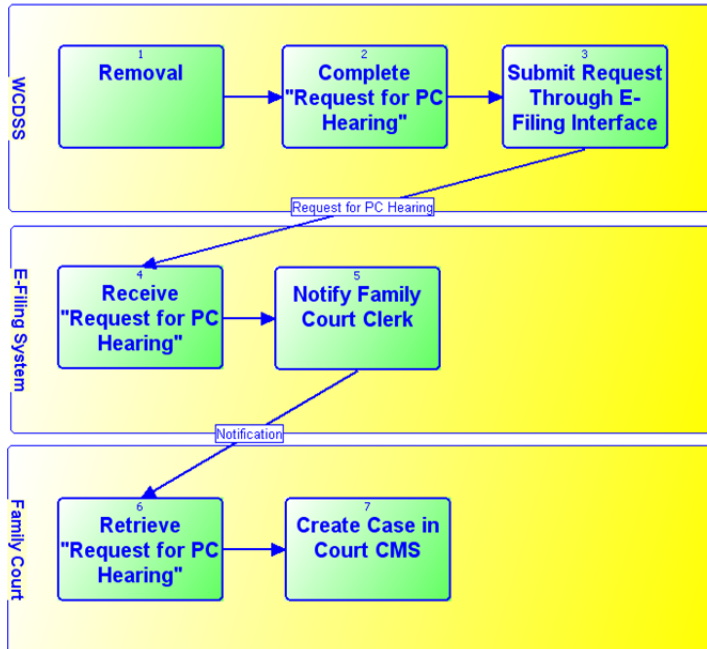 WCDSS
1
Removal
2
Complete
"Request for PC
Hearing"
3
Submit Request
Through E-
Filing Interface
Request for PC Hearing
E-Filing System
4
Receive
"Request for PC
Hearing"
5
Notify Family
Court Clerk
Notification
Family Court
6
Retrieve
"Request for PC
Hearing"
7
Create Case in
Court CMS